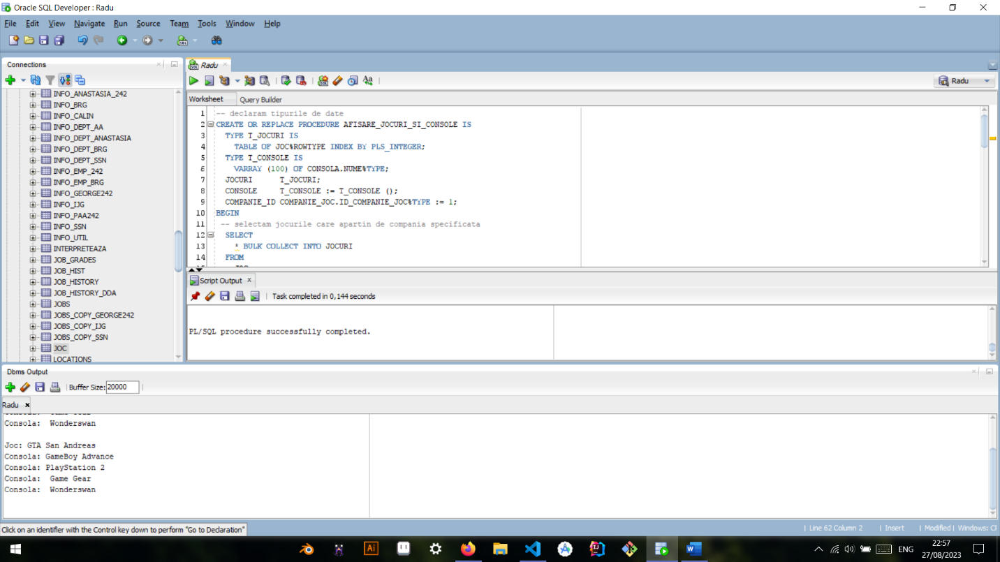 Oracle SQL Developer : Radu
File Edit View Navigate Run Source Team Tools Window Help
Connections
INFO_ANASTASIA_242
INFO_BRG
INFO_CALIN
INFO_DEPT_AA
INFO_DEPT_ANASTASIA
INFO_DEPT_BRG
INFO_DEPT_SSN
INFO_EMP_242
INFO_EMP_BRG
INFO_GEORGE242
INFO_IJG
INFO_PAA242
INFO_SSN
INFO_UTIL
INTERPRETEAZA
JOB_GRADES
JOB_HIST
JOB_HISTORY
JOB_HISTORY_DDA
JOBS
JOBS_COPY_GEORGE242
JOBS_COPY_IJG
JOBS_COPY_SSN
JOC
LOCATIONS
Radu
Radu
Worksheet Query Builder
1 -- declaram tipurile de date
2 CREATE OR REPLACE PROCEDURE AFISARE_JOCURI_SI_CONSOLE IS
3 TYPE T_JOCURI IS
4 TABLE OF JOC%ROWTYPE INDEX BY PLS_INTEGER;
5 TYPE T_CONSOLE IS
6 VARRAY (100) OF CONSOLA.NUME%TYPE;
7 JOCURI T_JOCURI;
8 CONSOLE T_CONSOLE := T_CONSOLE ();
9 COMPANIE_ID COMPANIE_JOC.ID_COMPANIE_JOC%TYPE := 1;
10 BEGIN
11 -- selectam jocurile care apartin de compania specificata
12 SELECT
13 * BULK COLLECT INTO JOCURI
14 FROM
Script Output x
Task completed in 0,144 seconds
PL/SQL procedure successfully completed.
Dbms Output
Buffer Size: 20000
Radu x
Consola: Game Gear
Consola: Wonderswan
Joc: GTA San Andreas
Consola: GameBoy Advance
Consola: PlayStation 2
Consola: Game Gear
Consola: Wonderswan
Click on an identifier with the Control key down to perform "Go to Declaration"
Line 62 Column 2 Insert Modified Windows: C
Ai
ENG
22:57
27/08/2023